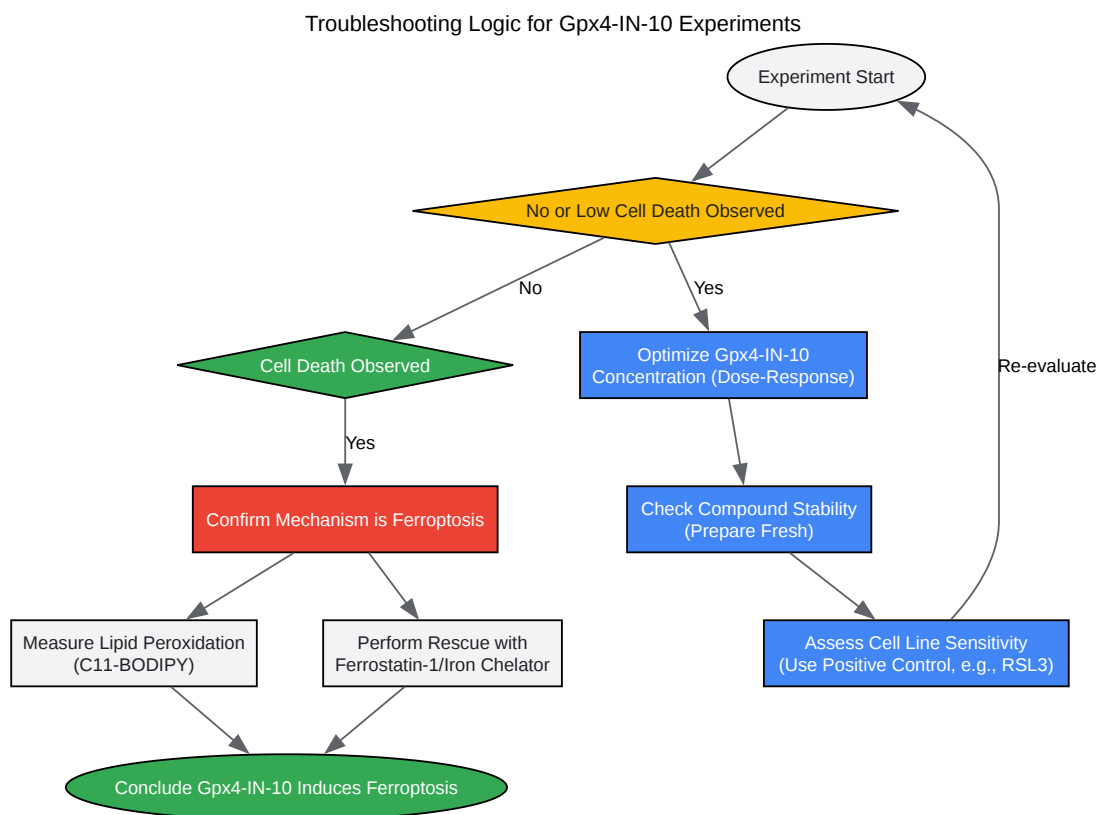 Troubleshooting Logic for Gpx4-IN-10 Experiments
Experiment Start
No or Low Cell Death Observed
No
Yes
Cell Death Observed
Optimize Gpx4-IN-10
Concentration (Dose-Response)
Re-evaluate
Yes
Confirm Mechanism is Ferroptosis
Check Compound Stability
(Prepare Fresh)
Measure Lipid Peroxidation
(C11-BODIPY)
Perform Rescue with
Ferrostatin-1/Iron Chelator
Assess Cell Line Sensitivity
(Use Positive Control, e.g., RSL3)
Conclude Gpx4-IN-10 Induces Ferroptosis